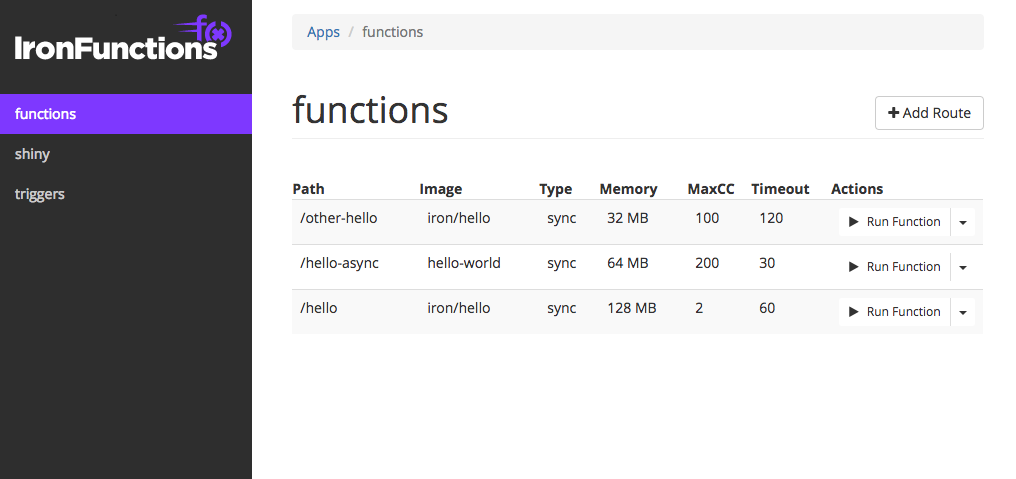 IronFunctions
functions
shiny
triggers
Apps / functions
functions
Add Route
Path Image Type Memory MaxCC Timeout Actions
/other-hello iron/hello sync 32 MB 100 120 Run Function
/hello-async hello-world sync 64 MB 200 30 Run Function
/hello iron/hello sync 128 MB 2 60 Run Function